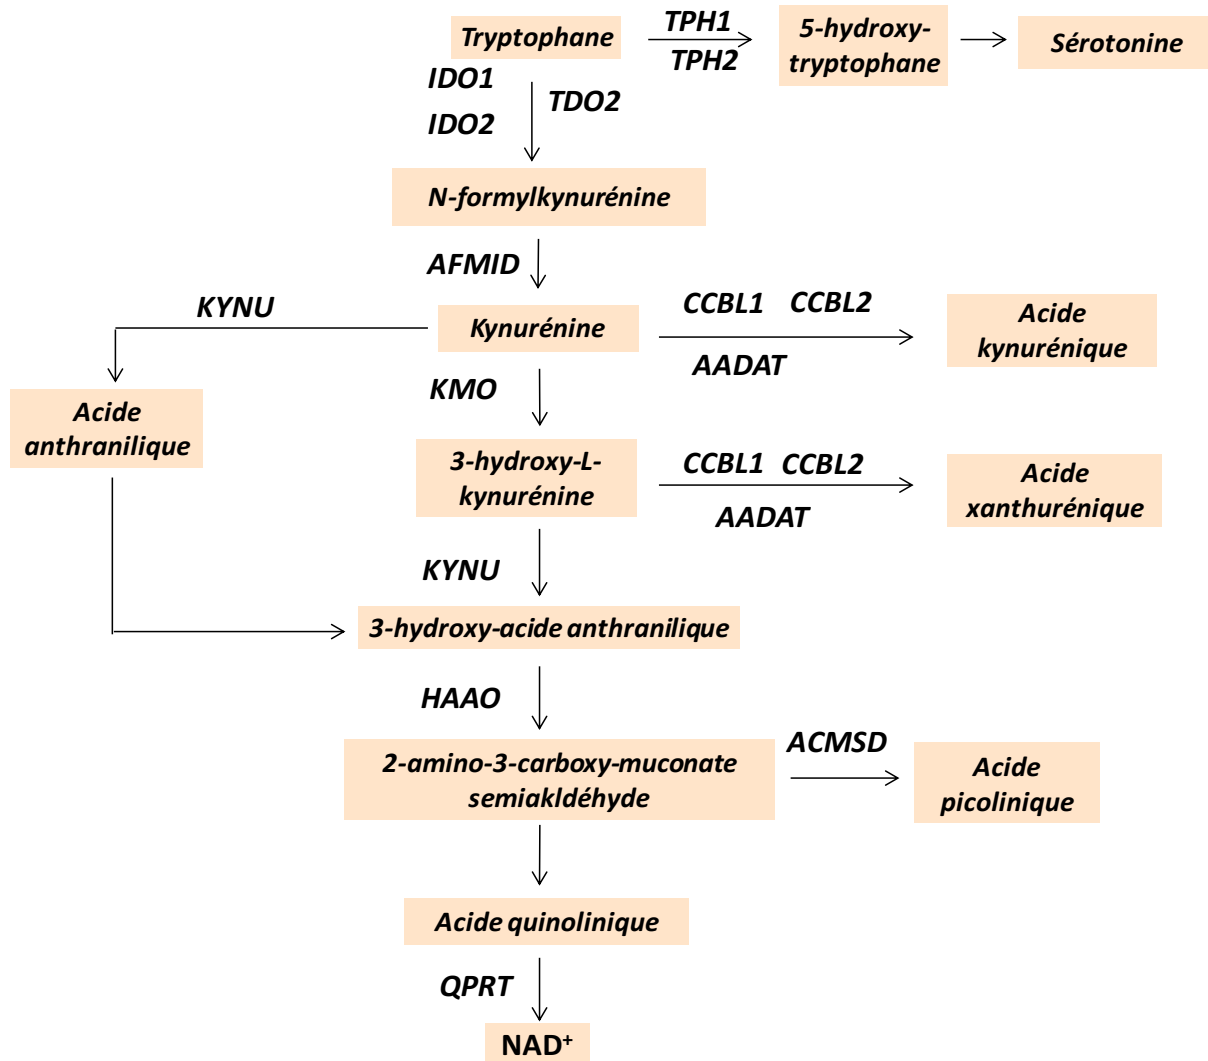 Tryptophane
TPH1
TPH2
5-hydroxy-
tryptophane
Sérotonine
IDO1
IDO2
TDO2
N-formylkynurénine
AFMID
KYNU
Kynurénine
CCBL1 CCBL2
AADAT
Acide
kynurénique
Acide
anthranilique
KMO
3-hydroxy-L-
kynurénine
CCBL1 CCBL2
AADAT
Acide
xanthurénique
KYNU
3-hydroxy-acide anthranilique
HAAO
2-amino-3-carboxy-muconate
semiakldéhyde
ACMSD
Acide
picolinique
Acide quinolinique
QPRT
NAD⁺